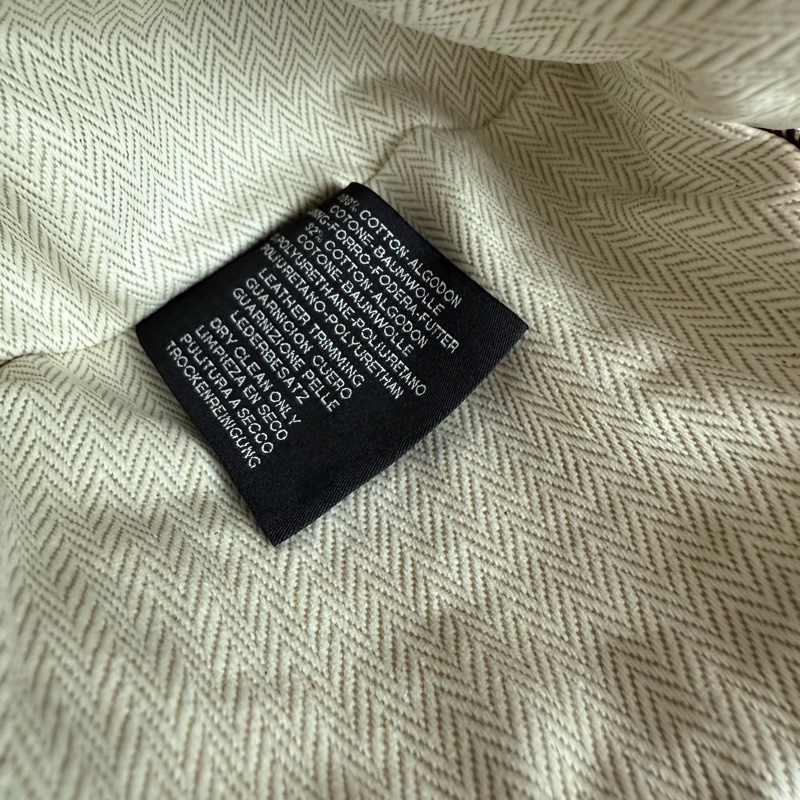 100% COTTON-ALGODON
COTONE-BAUMWOLLE
FORRO-FODERA-FUTTER
92% COTTON-ALGODON
COTONE-BAUMWOLLE
POLYURETHANE-POLIURETANO
POLIURETANO-POLYURETHAN
LEATHER TRIMMING
GUARNICION CUERO
GUARNIZIONE PELLE
LEDERBESATZ
DRY CLEAN ONLY
LIMPIEZA EN SECO
PULITURA A SECCO
TROCKENREINIGUNG